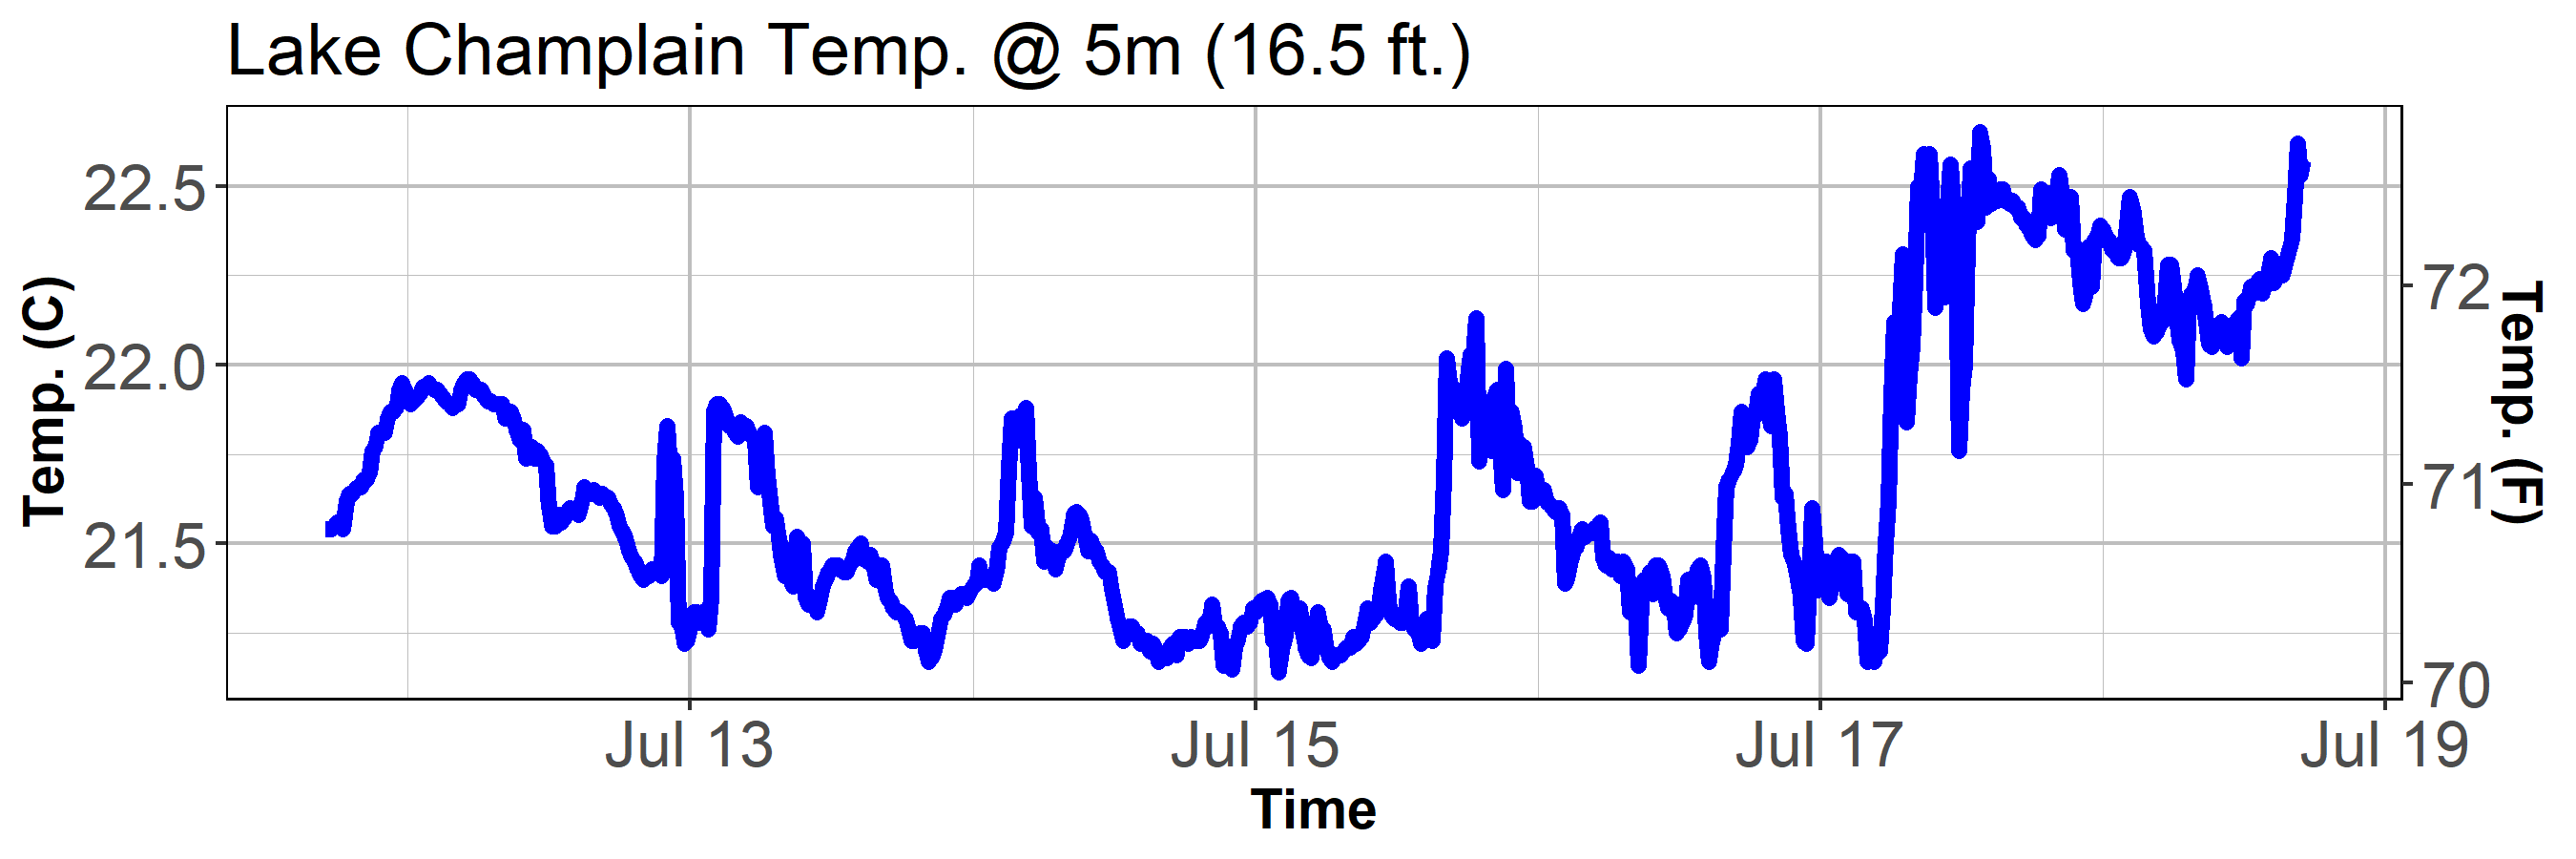 Lake Champlain Temp. @ 5m (16.5 ft.)
Temp. (C)
22.5
22.0
21.5
72
71
70
Temp. (F)
Jul 13
Jul 15
Jul 17
Jul 19
Time